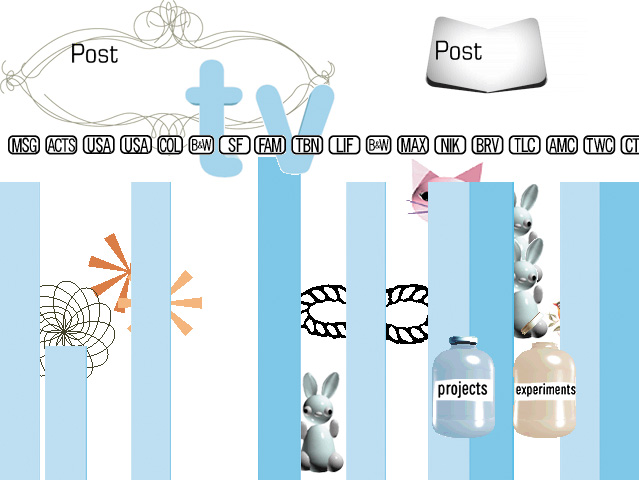 Post
Post
tv
MSG ACTS USA USA COL B&W SF FAM TBN LIF B&W MAX NIK BRV TLC AMC TWC CT
projects
experiments